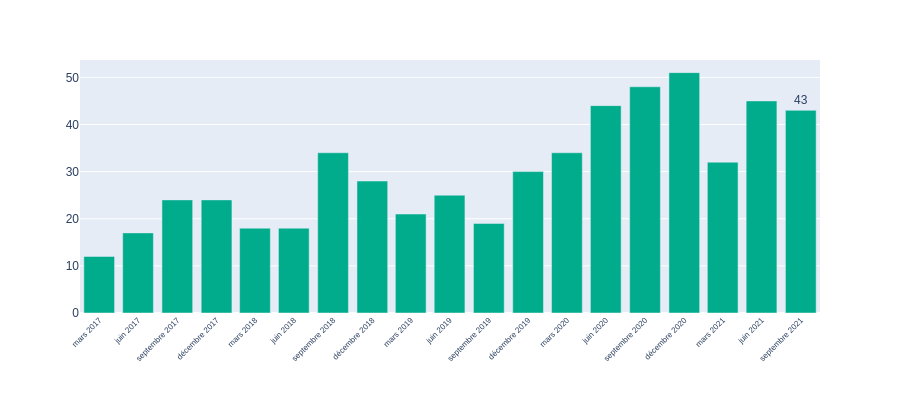 50
40
30
20
10
0
43
mars 2017
juin 2017
septembre 2017
décembre 2017
mars 2018
juin 2018
septembre 2018
décembre 2018
mars 2019
juin 2019
septembre 2019
décembre 2019
mars 2020
juin 2020
septembre 2020
décembre 2020
mars 2021
juin 2021
septembre 2021